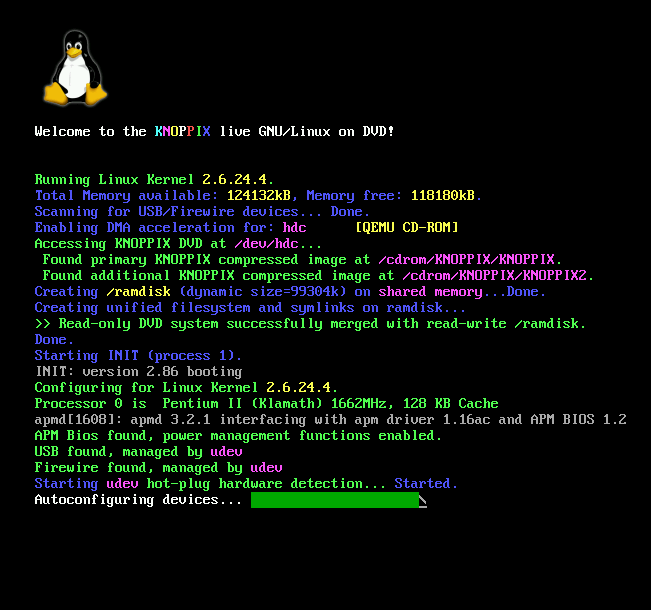 Welcome to the KNOPPIX live GNU/Linux on DVD!
Running Linux Kernel 2.6.24.4.
Total Memory available: 124132kB, Memory free: 118180kB.
Scanning for USB/Firewire devices... Done.
Enabling DMA acceleration for: hdc      [QEMU CD-ROM]
Accessing KNOPPIX DVD at /dev/hdc...
 Found primary KNOPPIX compressed image at /cdrom/KNOPPIX/KNOPPIX.
 Found additional KNOPPIX compressed image at /cdrom/KNOPPIX/KNOPPIX2.
Creating /ramdisk (dynamic size=99304k) on shared memory...Done.
Creating unified filesystem and symlinks on ramdisk...
>> Read-only DVD system successfully merged with read-write /ramdisk.
Done.
Starting INIT (process 1).
INIT: version 2.86 booting
Configuring for Linux Kernel 2.6.24.4.
Processor 0 is  Pentium II (Klamath) 1662MHz, 128 KB Cache
apmd[1608]: apmd 3.2.1 interfacing with apm driver 1.16ac and APM BIOS 1.2
APM Bios found, power management functions enabled.
USB found, managed by udev
Firewire found, managed by udev
Starting udev hot-plug hardware detection... Started.
Autoconfiguring devices... \